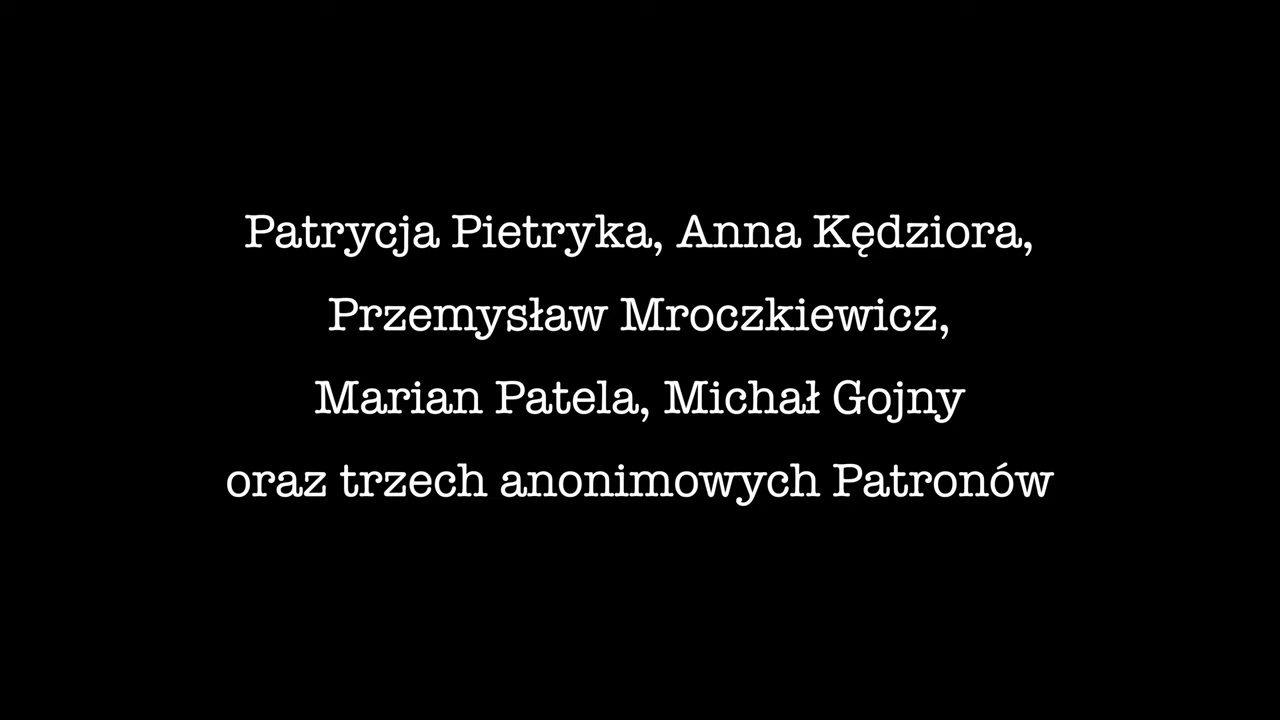 Patrycja Pietryka, Anna Kędziora,
Przemysław Mroczkiewicz,
Marian Patela, Michał Gojny
oraz trzech anonimowych Patronów